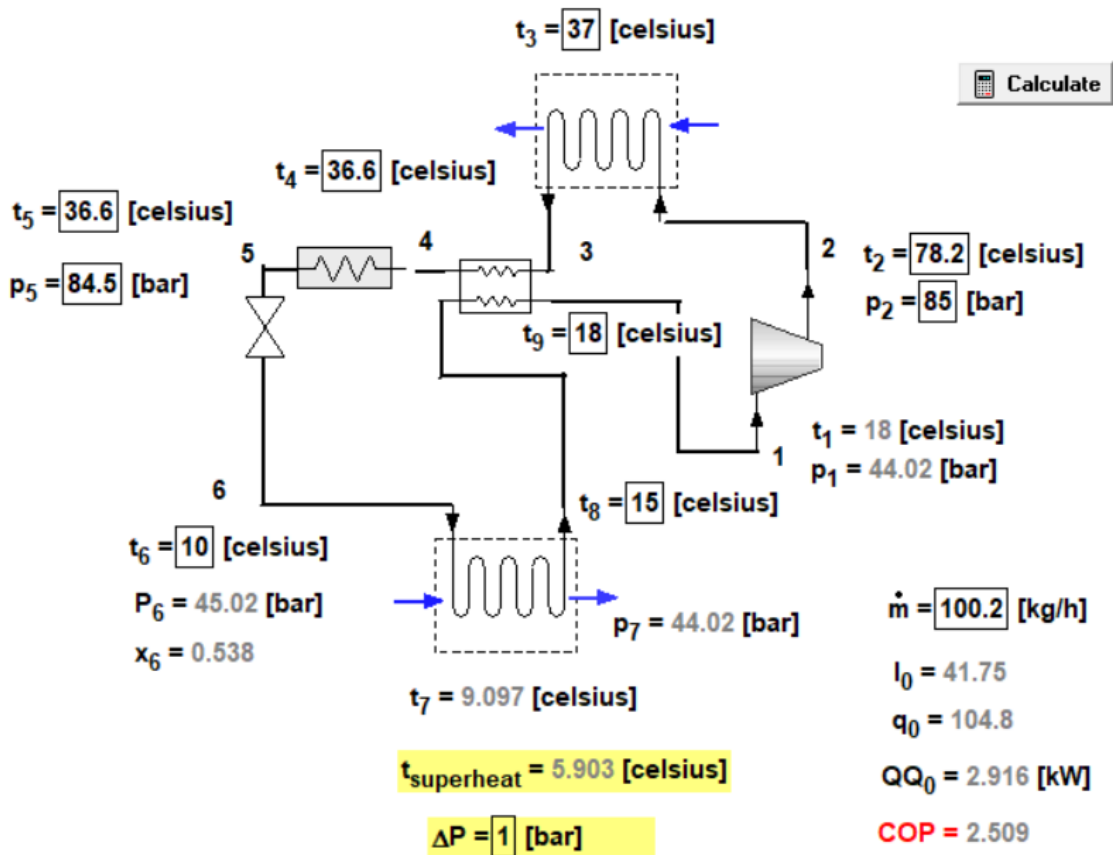 t3 = 37 [celsius]
Calculate
t4 = 36.6 [celsius]
t5 = 36.6 [celsius]
5
4
3
2
t2 = 78.2 [celsius]
p5 = 84.5 [bar]
p2 = 85 [bar]
t9 = 18 [celsius]
t1 = 18 [celsius]
1
p1 = 44.02 [bar]
6
t8 = 15 [celsius]
t6 = 10 [celsius]
P6 = 45.02 [bar]
ṁ = 100.2 [kg/h]
p7 = 44.02 [bar]
x6 = 0.538
l0 = 41.75
t7 = 9.097 [celsius]
q0 = 104.8
tsuperheat = 5.903 [celsius]
QQ0 = 2.916 [kW]
ΔP = 1 [bar]
COP = 2.509